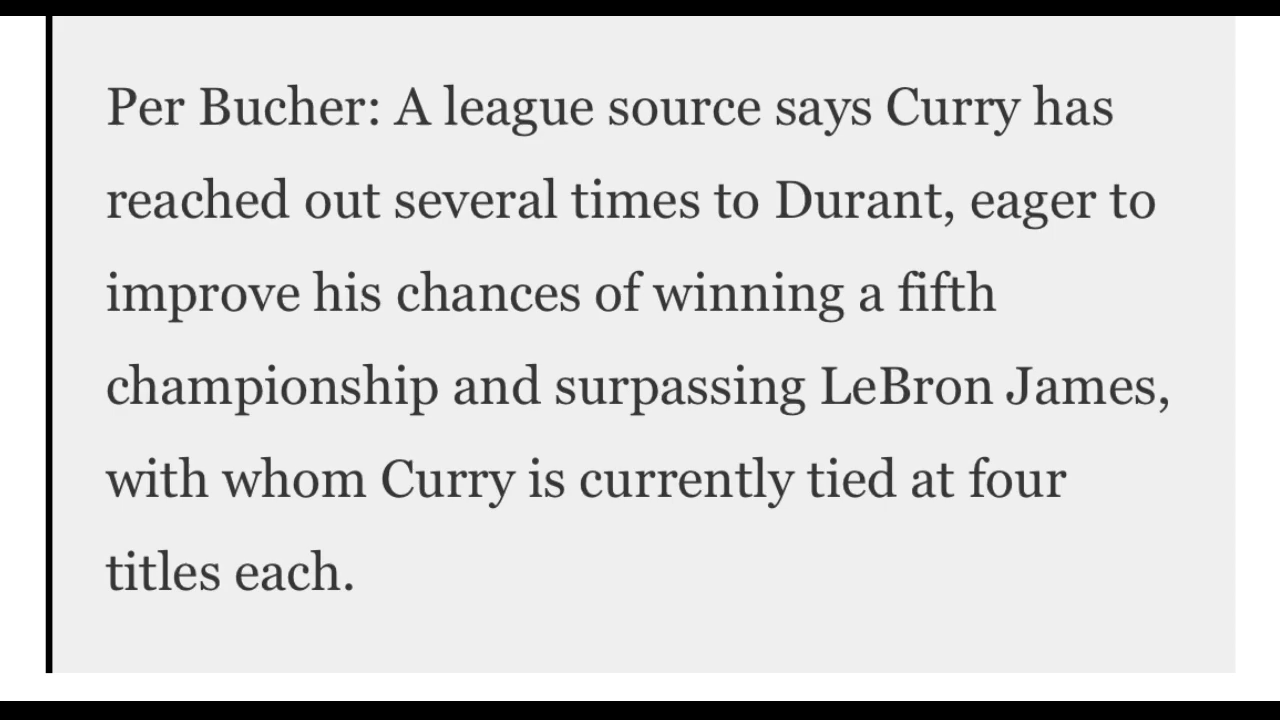 Per Bucher: A league source says Curry has
reached out several times to Durant, eager to
improve his chances of winning a fifth
championship and surpassing LeBron James,
with whom Curry is currently tied at four
titles each.